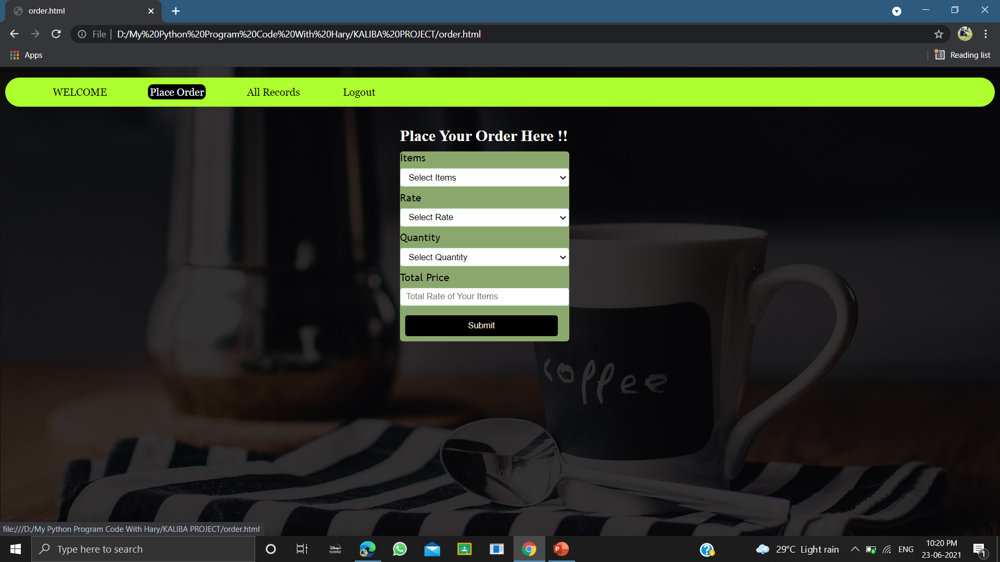 order.html
File
D:/My%20Python%20Program%20Code%20With%20Hary/KALIBA%20PROJECT/order.html
Apps
Reading list
WELCOME
Place Order
All Records
Logout
Place Your Order Here !!
Items
Select Items
Rate
Select Rate
Quantity
Select Quantity
Total Price
Total Rate of Your Items
Submit
coffee
file:///D:/My Python Program Code With Hary/KALIBA PROJECT/order.html
Type here to search
Disney+
hotstar
P
29°C Light rain
ENG
10:20 PM
23-06-2021
1